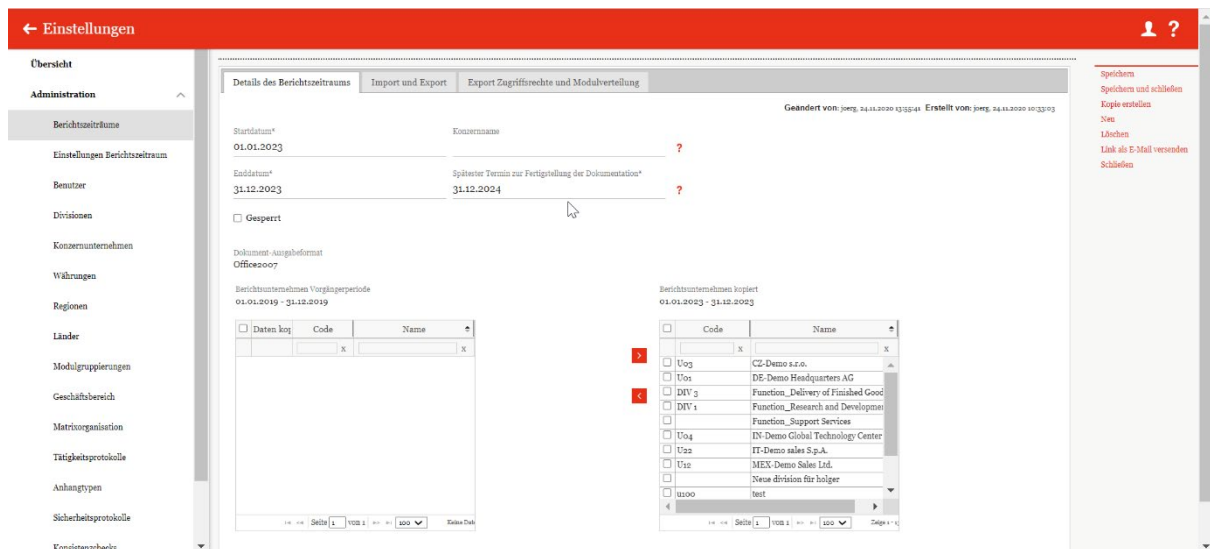 Einstellungen
?
Übersicht
Administration
Berichtszeiträume
Einstellungen Berichtszeitraum
Benutzer
Divisionen
Konzernunternehmen
Währungen
Regionen
Länder
Modulgruppierungen
Geschäftsbereich
Matrixorganisation
Tätigkeitsprotokolle
Anhangtypen
Sicherheitsprotokolle
Konsistenzchecks
Details des Berichtszeitraums Import und Export Export Zugriffsrechte und Modulverteilung
Geändert von: joerg, 24.11.2020 13:55:41 Erstellt von: joerg, 24.11.2020 10:33:03
Startdatum* Konzernname
01.01.2023 ?
Enddatum* Spätester Termin zur Fertigstellung der Dokumentation*
31.12.2023 31.12.2024 ?
Gesperrt
Dokument-Ausgabeformat
Office2007
Berichtsunternehmen Vorgängerperiode
01.01.2019 - 31.12.2019
Daten kop Code Name
x x
Seite 1 von 1 100 Keine Date
> 
<
Berichtsunternehmen kopiert
01.01.2023 - 31.12.2023
Code Name
x x
U03 CZ-Demo s.r.o.
U01 DE-Demo Headquarters AG
DIV 3 Function_Delivery of Finished Good
DIV 1 Function_Research and Developmen
Function_Support Services
U04 IN-Demo Global Technology Center
U22 IT-Demo sales S.p.A.
U12 MEX-Demo Sales Ltd.
Neue division für holger
u100 test
Seite 1 von 1 100 Zeige 1 - 1
Speichern
Speichern und schließen
Kopie erstellen
Neu
Löschen
Link als E-Mail versenden
Schließen